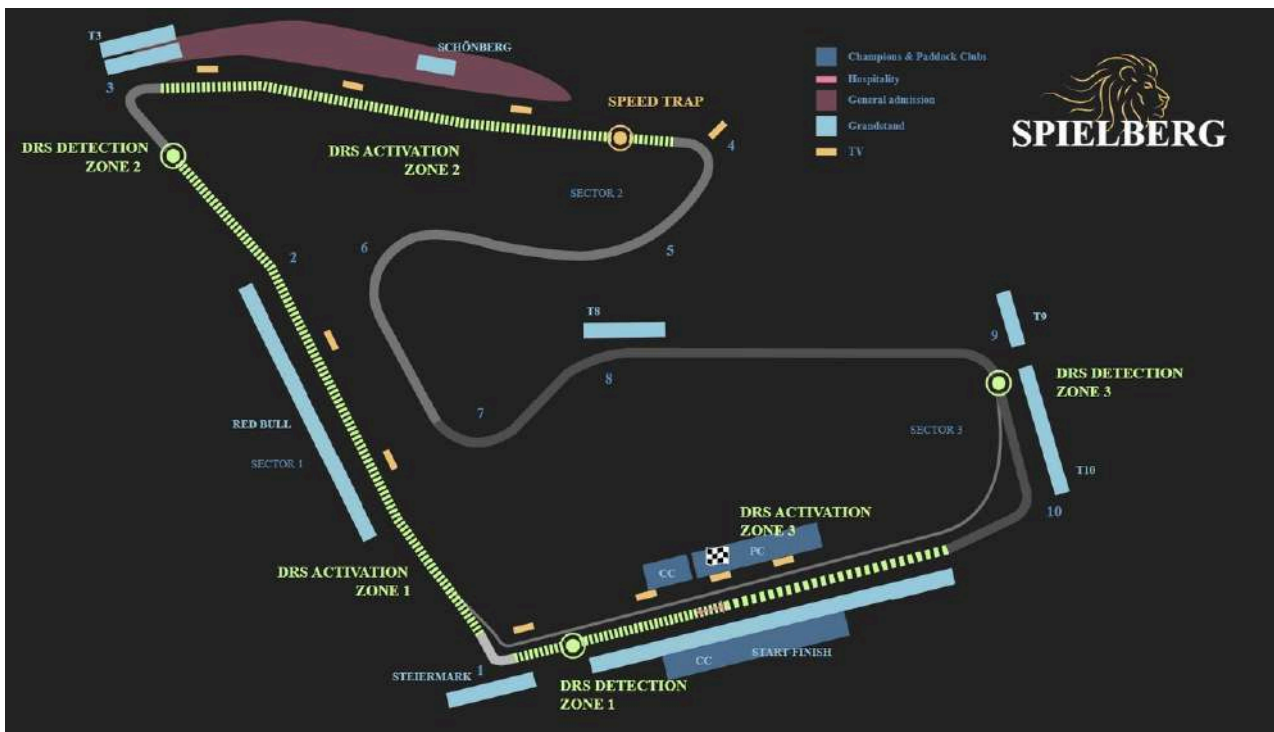 T3
SCHÖNBERG
Champions & Paddock Clubs
Hospitality
General admission
Grandstand
TV
SPIELBERG
3
SPEED TRAP
4
DRS DETECTION
ZONE 2
DRS ACTIVATION
ZONE 2
SECTOR 2
2
6
5
T8
T9
9
8
DRS DETECTION
ZONE 3
7
RED BULL
SECTOR 1
SECTOR 3
T10
10
DRS ACTIVATION
ZONE 3
PC
CC
DRS ACTIVATION
ZONE 1
START FINISH
CC
STEIERMARK
1
DRS DETECTION
ZONE 1